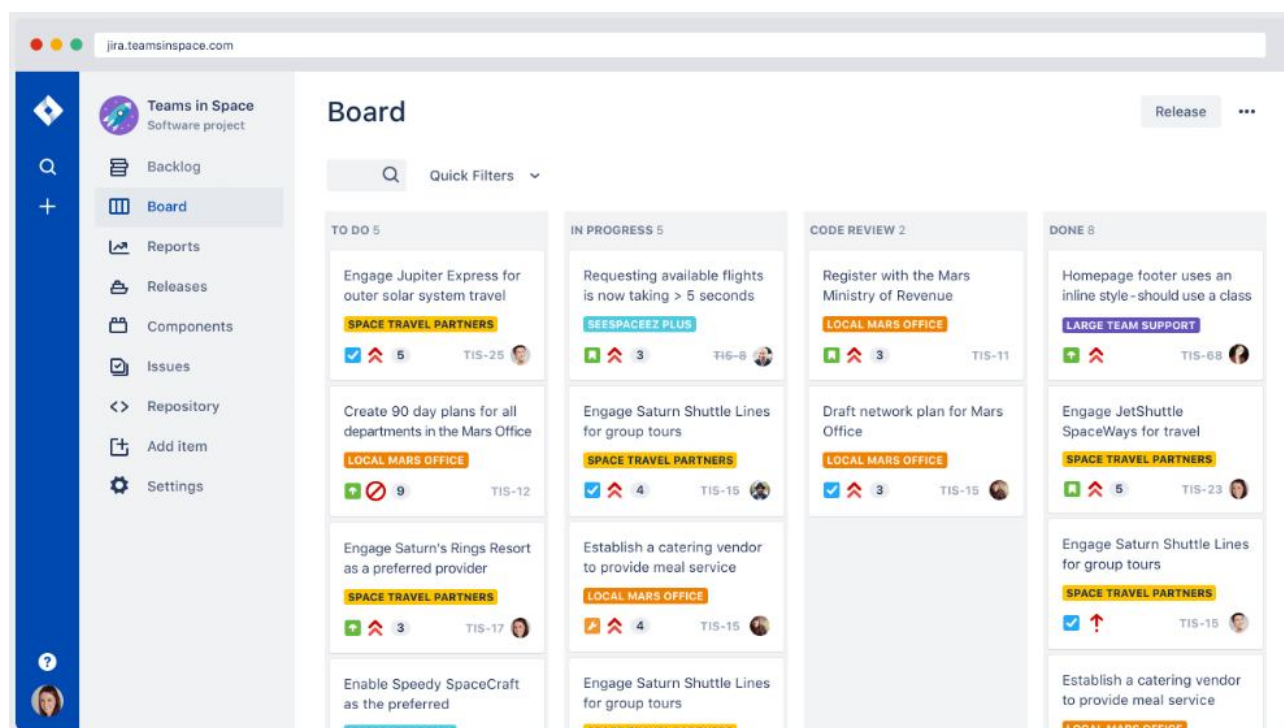 jira.teamsinspace.com
Teams in Space
Software project
Backlog
Board
Reports
Releases
Components
Issues
Repository
Add item
Settings
Board
Release
Quick Filters
TO DO 5
Engage Jupiter Express for
outer solar system travel
SPACE TRAVEL PARTNERS
5 TIS-25
Create 90 day plans for all
departments in the Mars Office
LOCAL MARS OFFICE
9 TIS-12
Engage Saturn's Rings Resort
as a preferred provider
SPACE TRAVEL PARTNERS
3 TIS-17
Enable Speedy SpaceCraft
as the preferred
IN PROGRESS 5
Requesting available flights
is now taking > 5 seconds
SEESPACEEZ PLUS
3 TIS-8
Engage Saturn Shuttle Lines
for group tours
SPACE TRAVEL PARTNERS
4 TIS-15
Establish a catering vendor
to provide meal service
LOCAL MARS OFFICE
4 TIS-15
Engage Saturn Shuttle Lines
for group tours
SPACE TRAVEL PARTNERS
CODE REVIEW 2
Register with the Mars
Ministry of Revenue
LOCAL MARS OFFICE
3 TIS-11
Draft network plan for Mars
Office
LOCAL MARS OFFICE
3 TIS-15
DONE 8
Homepage footer uses an
inline style-should use a class
LARGE TEAM SUPPORT
TIS-68
Engage JetShuttle
SpaceWays for travel
SPACE TRAVEL PARTNERS
5 TIS-23
Engage Saturn Shuttle Lines
for group tours
SPACE TRAVEL PARTNERS
TIS-15
Establish a catering vendor
to provide meal service
LOCAL MARS OFFICE